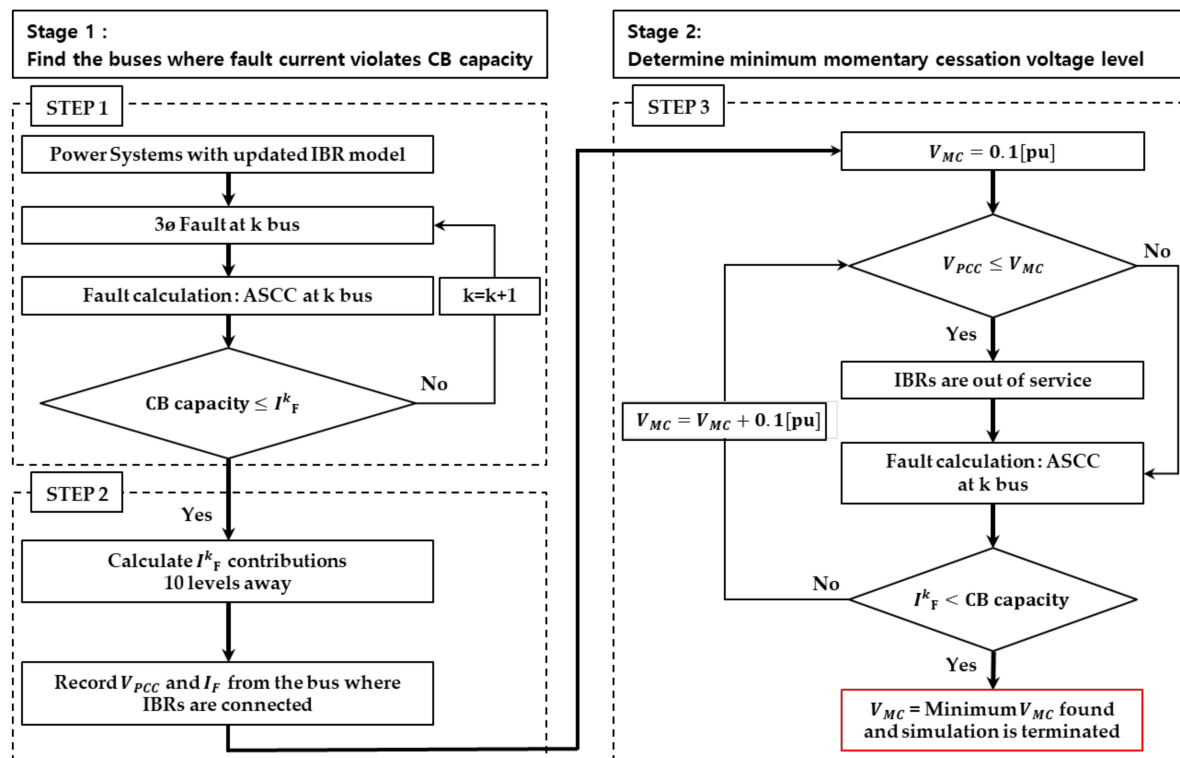 Stage 1 :
Find the buses where fault current violates CB capacity
STEP 1
Power Systems with updated IBR model
3ø Fault at k bus
Fault calculation: ASCC at k bus
k=k+1
CB capacity ≤ I^k_F
No
STEP 2
Yes
Calculate I^k_F contributions
10 levels away
Record V_PCC and I_F from the bus where
IBRs are connected
Stage 2:
Determine minimum momentary cessation voltage level
STEP 3
V_MC = 0.1[pu]
V_PCC ≤ V_MC
No
Yes
IBRs are out of service
V_MC = V_MC + 0.1[pu]
Fault calculation: ASCC
at k bus
No
I^k_F < CB capacity
Yes
V_MC = Minimum V_MC found
and simulation is terminated